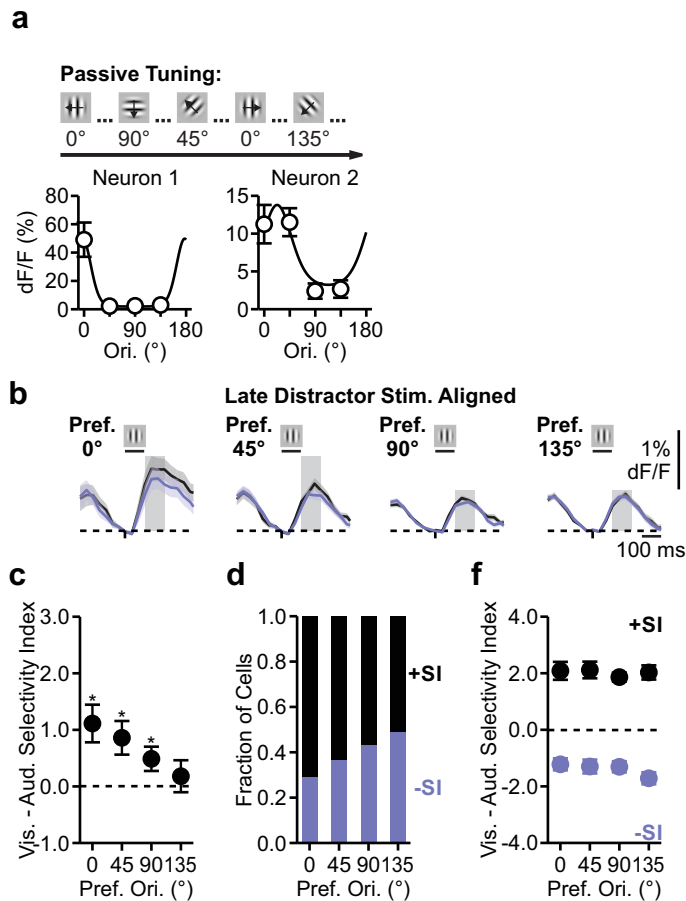 a
Passive Tuning:
... ... ... ... ...
0° 90° 45° 0° 135°
Neuron 1 Neuron 2
dF/F (%)
80
60
40
20
0
0 90 180
Ori. (°)
15
10
5
0
0 90 180
Ori. (°)
b
Late Distractor Stim. Aligned
Pref. 0°
Pref. 45°
Pref. 90°
Pref. 135°
1%
dF/F
100 ms
c
Vis. - Aud. Selectivity Index
3.0
2.0
1.0
0.0
-1.0
* * *
0 45 90 135
Pref. Ori. (°)
d
Fraction of Cells
1.0
0.8
0.6
0.4
0.2
0.0
+SI
-SI
0 45 90 135
Pref. Ori. (°)
f
Vis. - Aud. Selectivity Index
4.0
2.0
0.0
-2.0
-4.0
+SI
-SI
0 45 90 135
Pref. Ori. (°)